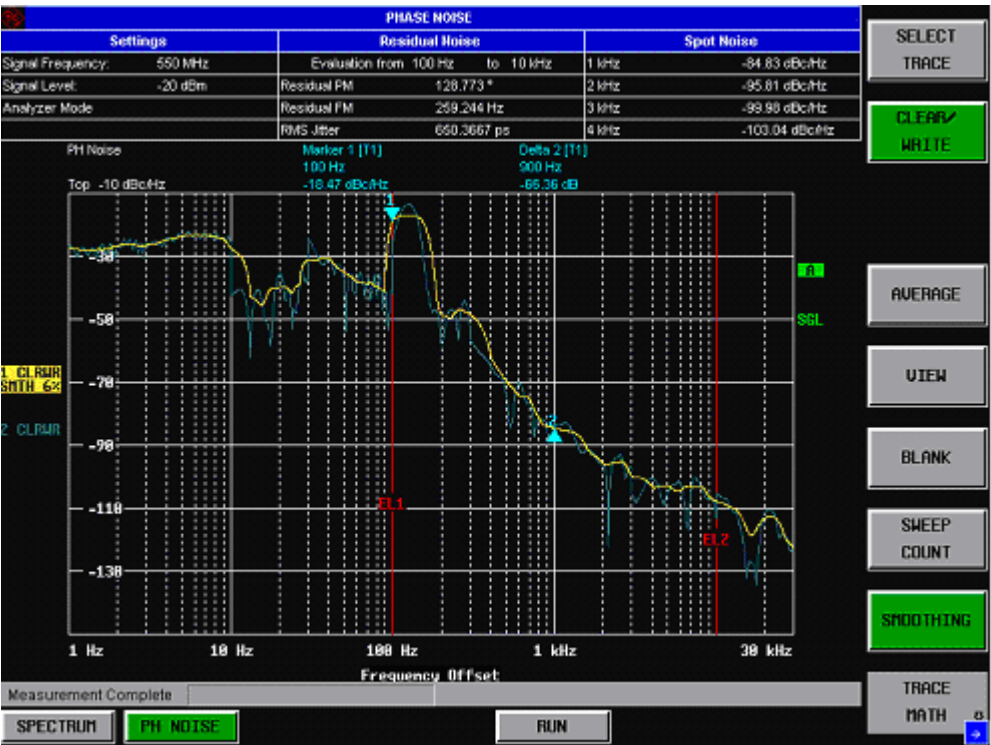 PHASE NOISE
Settings Residual Noise Spot Noise
Signal Frequency: 550 MHz Evaluation from 100 Hz to 10 kHz 1 kHz -84.83 dBc/Hz
Signal Level: -20 dBm Residual PM 128.773 ° 2 kHz -95.81 dBc/Hz
Analyzer Mode Residual FM 259.244 Hz 3 kHz -99.98 dBc/Hz
RMS Jitter 650.3667 ps 4 kHz -103.04 dBc/Hz
PH Noise Marker 1 [T1] Delta 2 [T1]
100 Hz 900 Hz
Top -10 dBc/Hz -18.47 dBc/Hz -66.36 dB
1
-30
A
-50
SGL
1 CLRWR
SMTH 6%
-70
2
2 CLRWR
-90
EL1
-110
EL2
-130
1 Hz 10 Hz 100 Hz 1 kHz 30 kHz
Frequency Offset
Measurement Complete
SPECTRUM PH NOISE RUN
SELECT
TRACE
CLEAR/
WRITE
AVERAGE
VIEW
BLANK
SWEEP
COUNT
SMOOTHING
TRACE
MATH